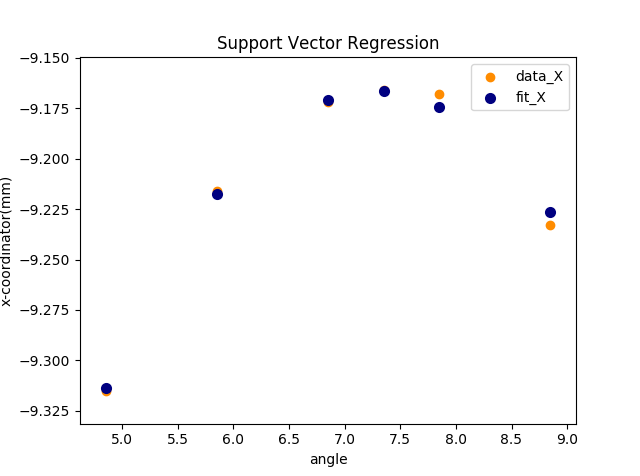 Support Vector Regression
data_X
fit_X
−9.150
−9.175
−9.200
−9.225
−9.250
−9.275
−9.300
−9.325
x-coordinator(mm)
5.0 5.5 6.0 6.5 7.0 7.5 8.0 8.5 9.0
angle